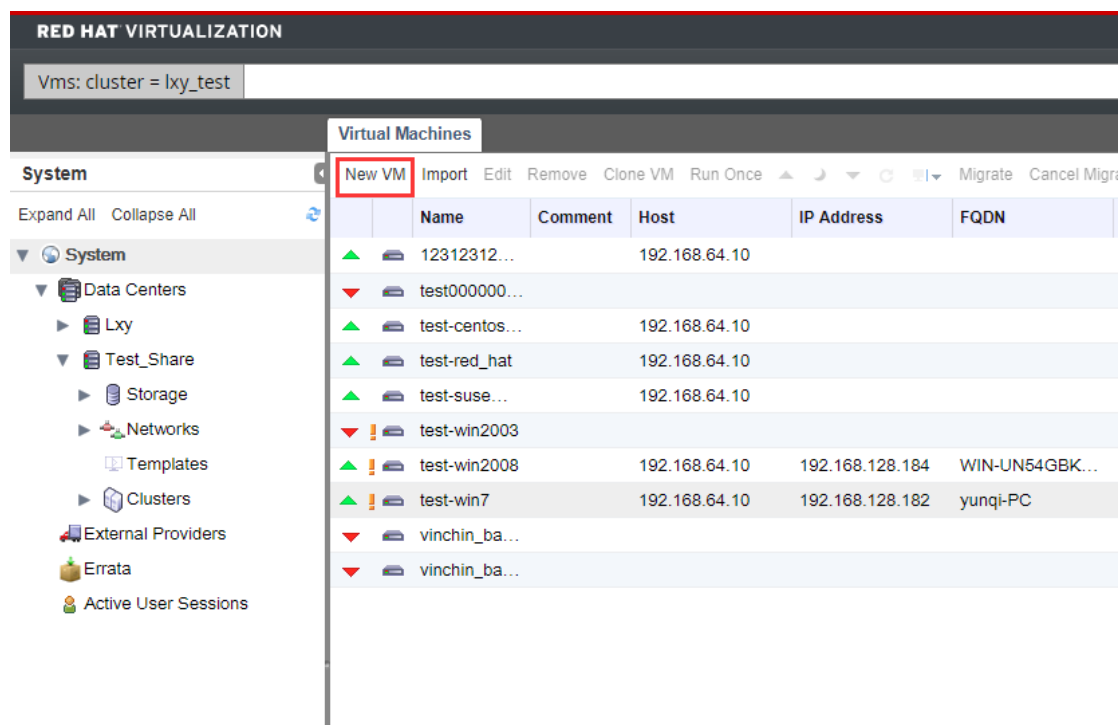 RED HAT VIRTUALIZATION
Vms: cluster = lxy_test
Virtual Machines
System
New VM Import Edit Remove Clone VM Run Once Migrate Cancel Migra
Expand All Collapse All
Name Comment Host IP Address FQDN
System
Data Centers
Lxy
Test_Share
Storage
Networks
Templates
Clusters
External Providers
Errata
Active User Sessions
12312312... 192.168.64.10
test000000...
test-centos... 192.168.64.10
test-red_hat 192.168.64.10
test-suse... 192.168.64.10
test-win2003
test-win2008 192.168.64.10 192.168.128.184 WIN-UN54GBK...
test-win7 192.168.64.10 192.168.128.182 yunqi-PC
vinchin_ba...
vinchin_ba...